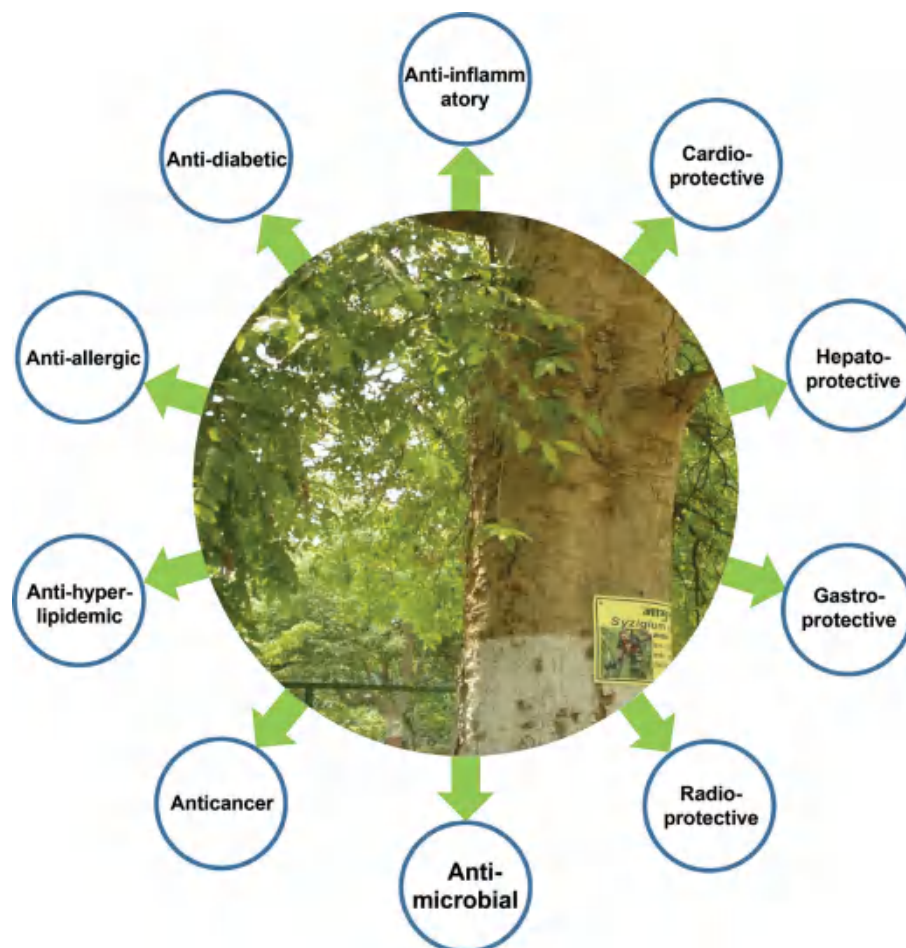 Anti-inflamm
atory
Cardio-
protective
Hepato-
protective
Gastro-
protective
Radio-
protective
Anti-
microbial
Anticancer
Anti-hyper-
lipidemic
Anti-allergic
Anti-diabetic
Syzigium